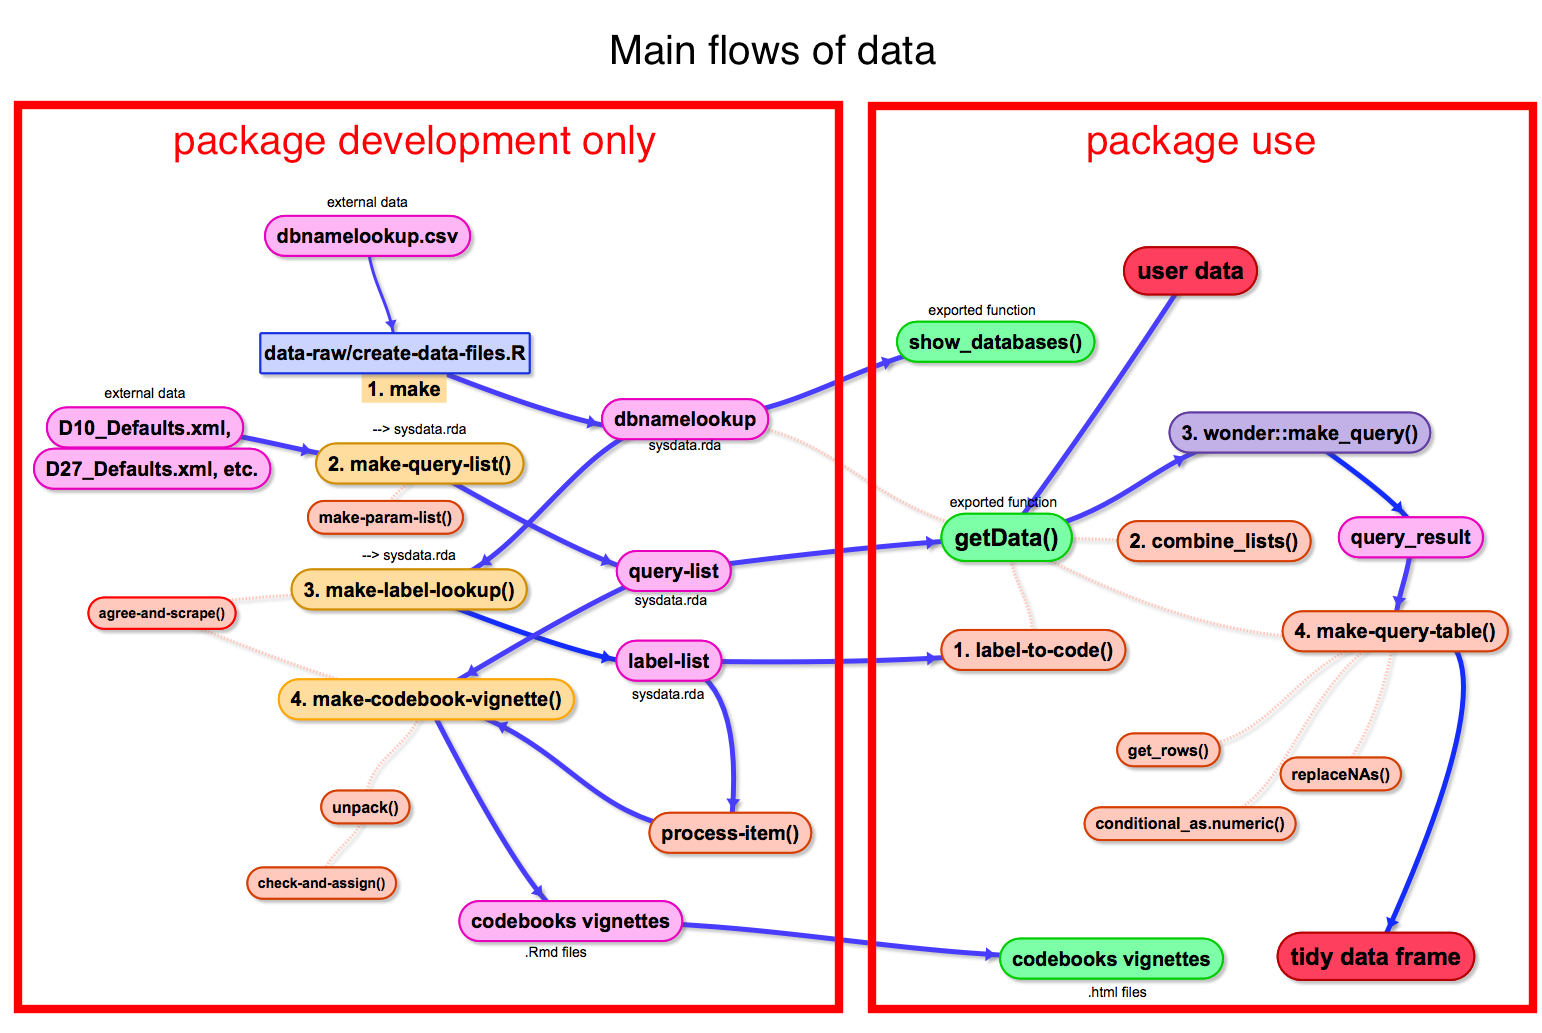 Main flows of data
package development only
external data
dbnamelookup.csv
data-raw/create-data-files.R
1. make
external data
D10_Defaults.xml,
D27_Defaults.xml, etc.
--> sysdata.rda
2. make-query-list()
make-param-list()
dbnamelookup
sysdata.rda
--> sysdata.rda
3. make-label-lookup()
agree-and-scrape()
query-list
sysdata.rda
label-list
sysdata.rda
4. make-codebook-vignette()
unpack()
check-and-assign()
process-item()
codebooks vignettes
.Rmd files
package use
user data
exported function
show_databases()
3. wonder::make_query()
exported function
getData()
2. combine_lists()
query_result
1. label-to-code()
4. make-query-table()
get_rows()
replaceNAs()
conditional_as.numeric()
codebooks vignettes
.html files
tidy data frame